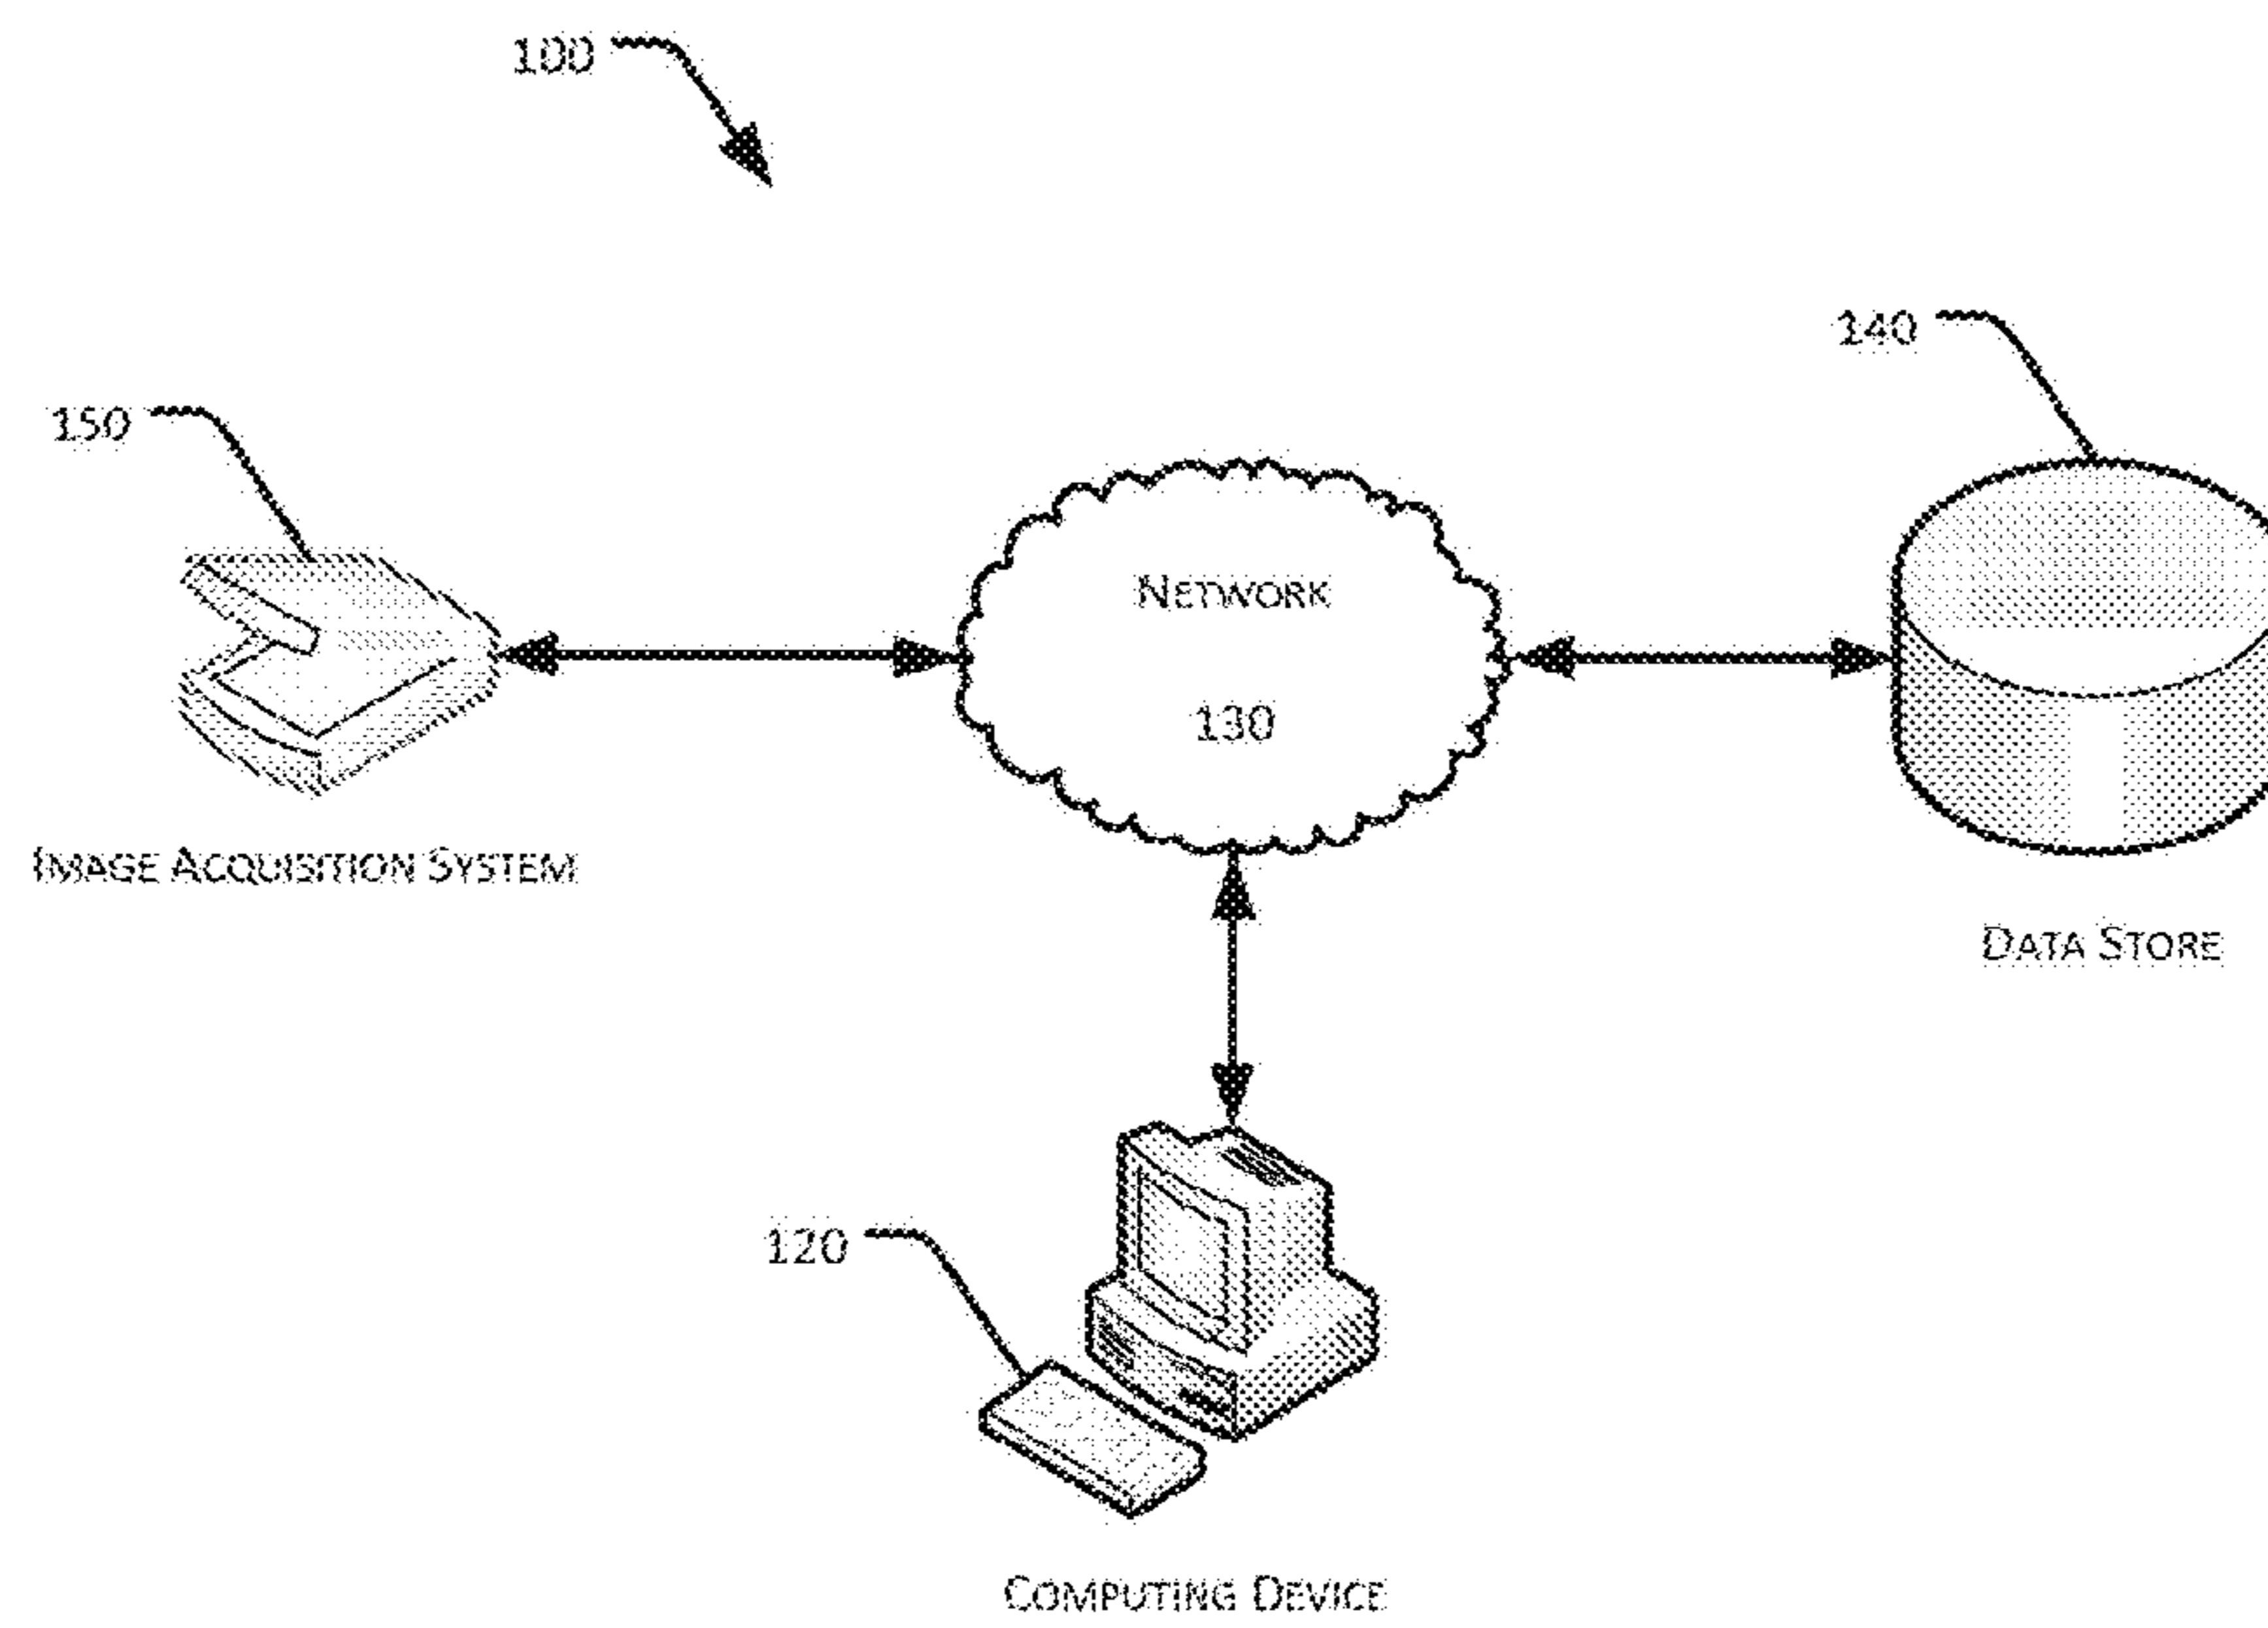 100
140
150
NETWORK
130
IMAGE ACQUISITION SYSTEM
DATA STORE
120
COMPUTING DEVICE